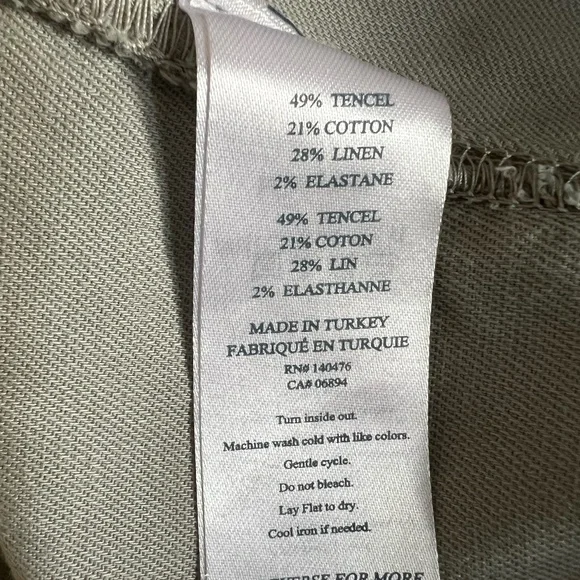 49% TENCEL
21% COTTON
28% LINEN
2% ELASTANE
49% TENCEL
21% COTON
28% LIN
2% ELASTHANNE
MADE IN TURKEY
FABRIQUÉ EN TURQUIE
RN# 140476
CA# 06894
Turn inside out.
Machine wash cold with like colors.
Gentle cycle.
Do not bleach.
Lay Flat to dry.
Cool iron if needed.
FOR MORE